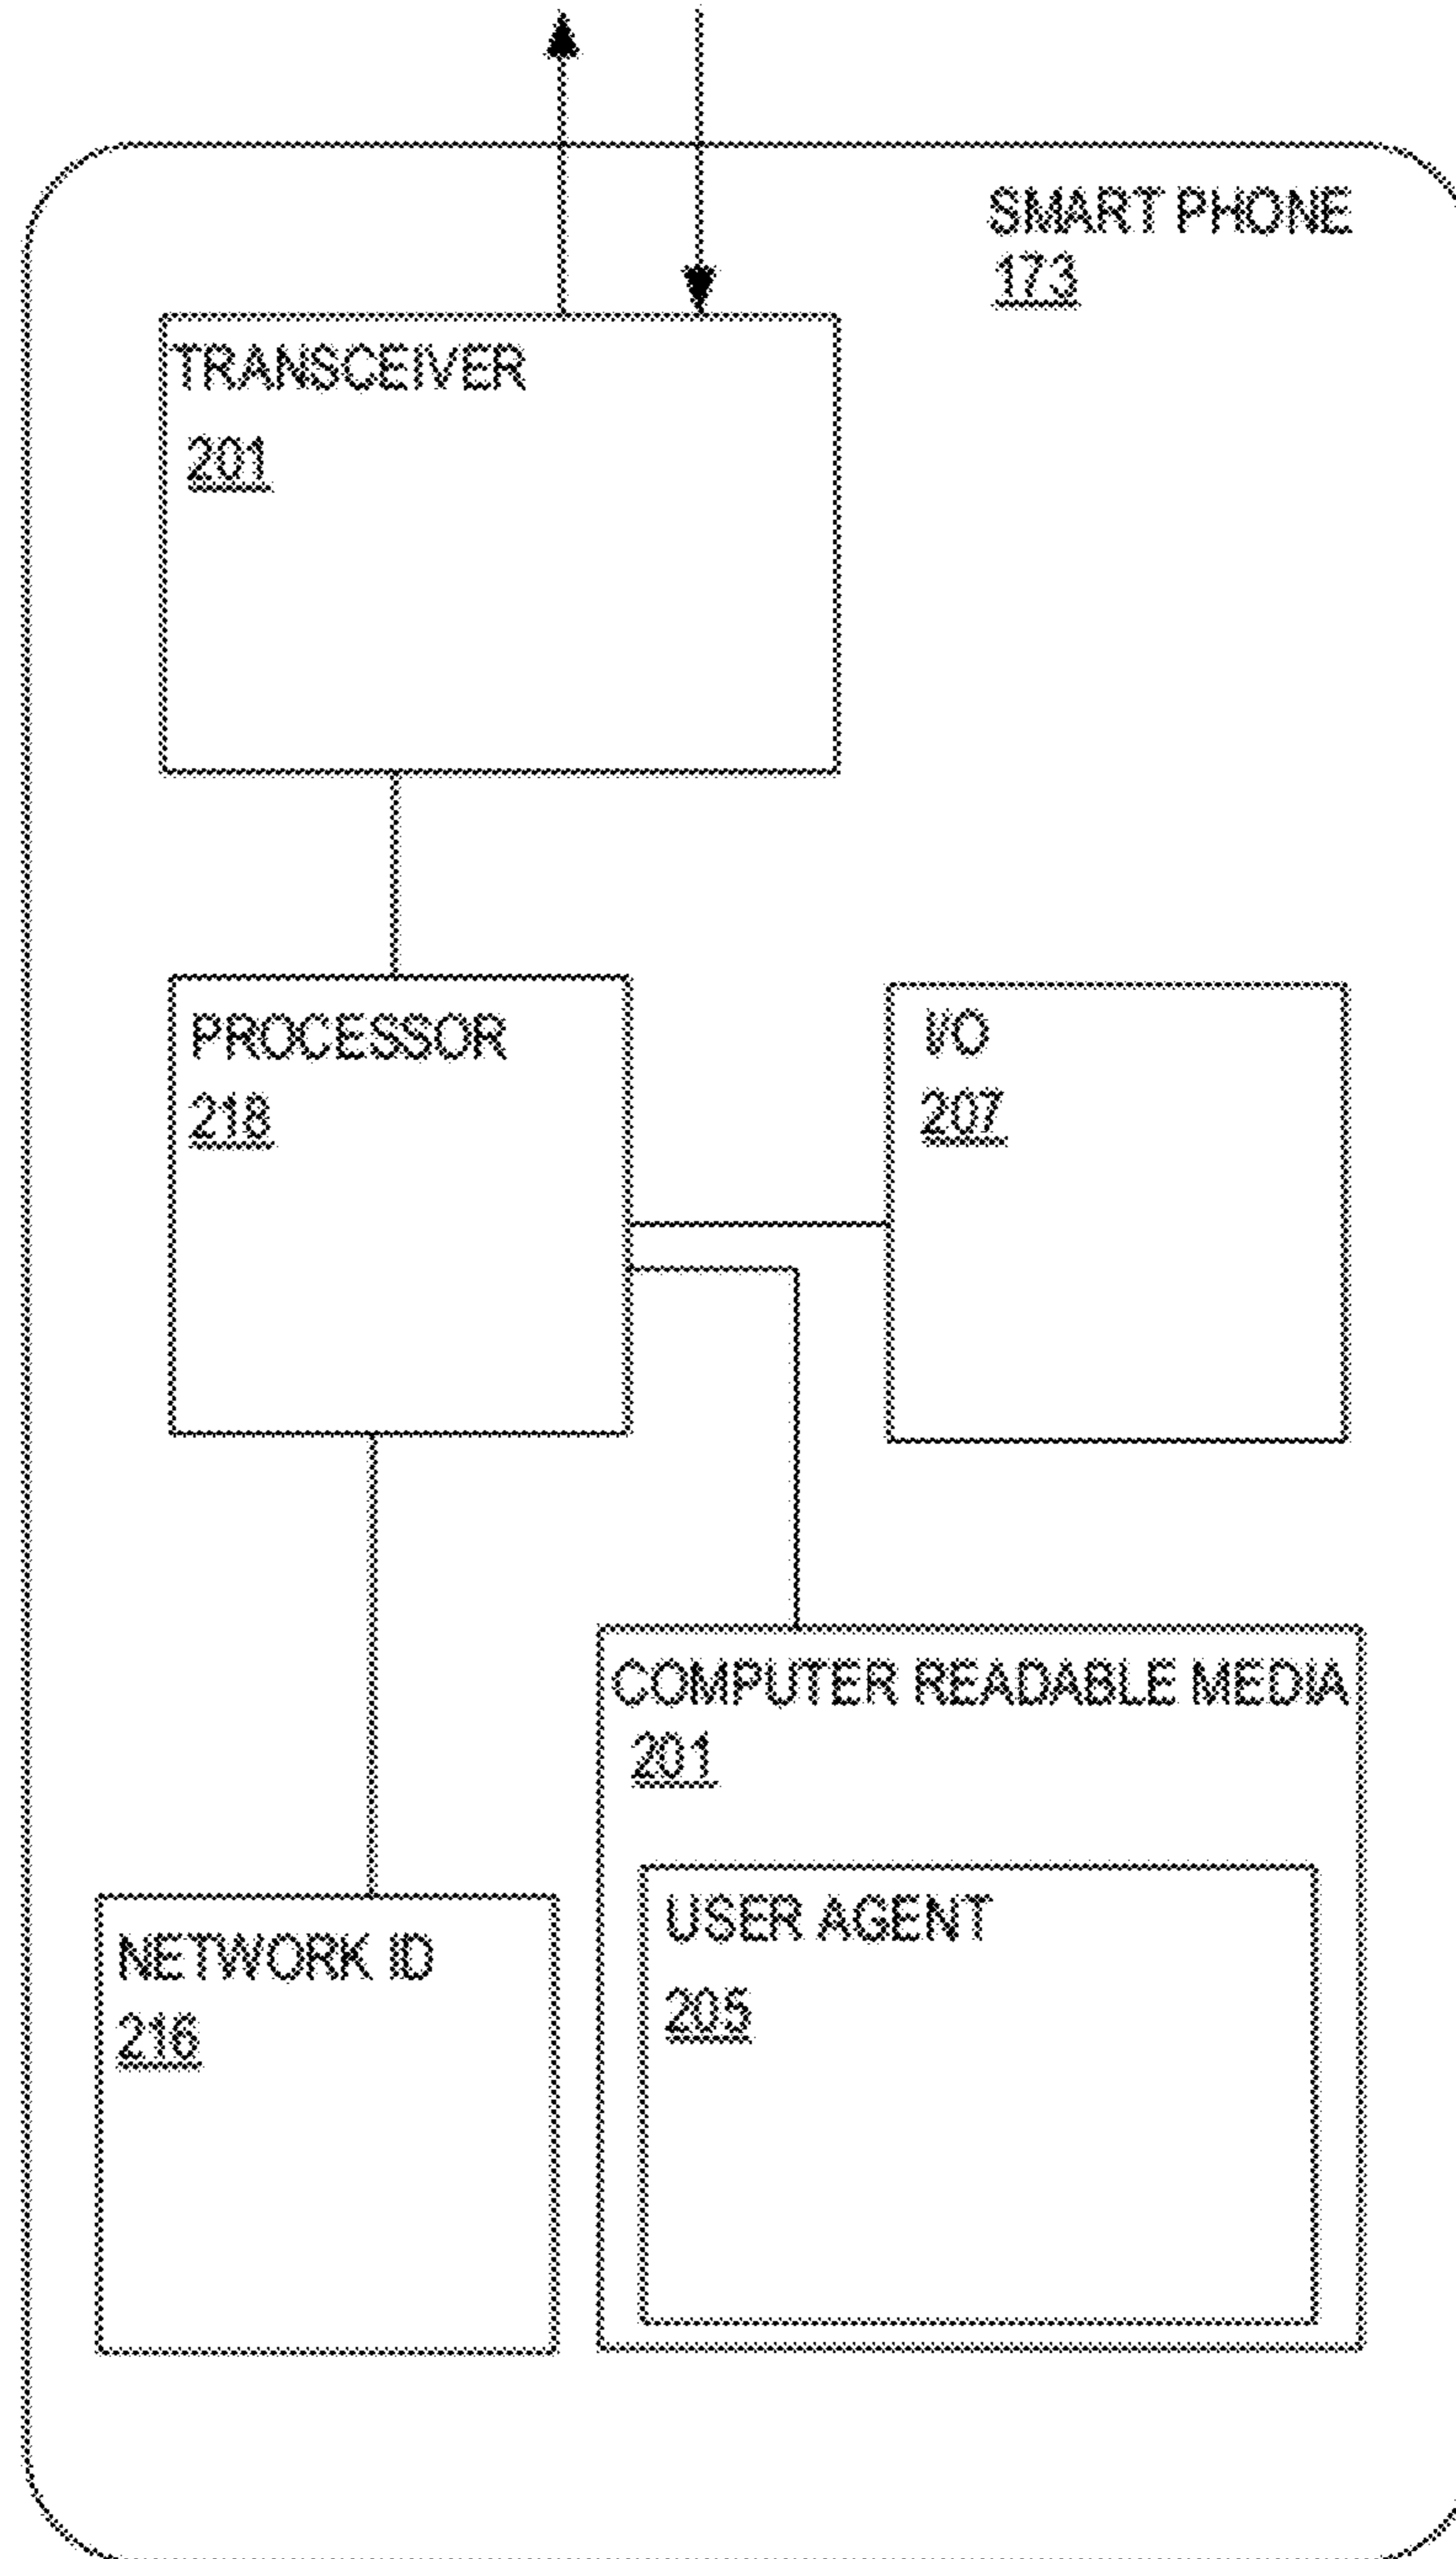 SMART PHONE
173
TRANSCEIVER
201
PROCESSOR
218
I/O
207
COMPUTER READABLE MEDIA
201
USER AGENT
205
NETWORK ID
216